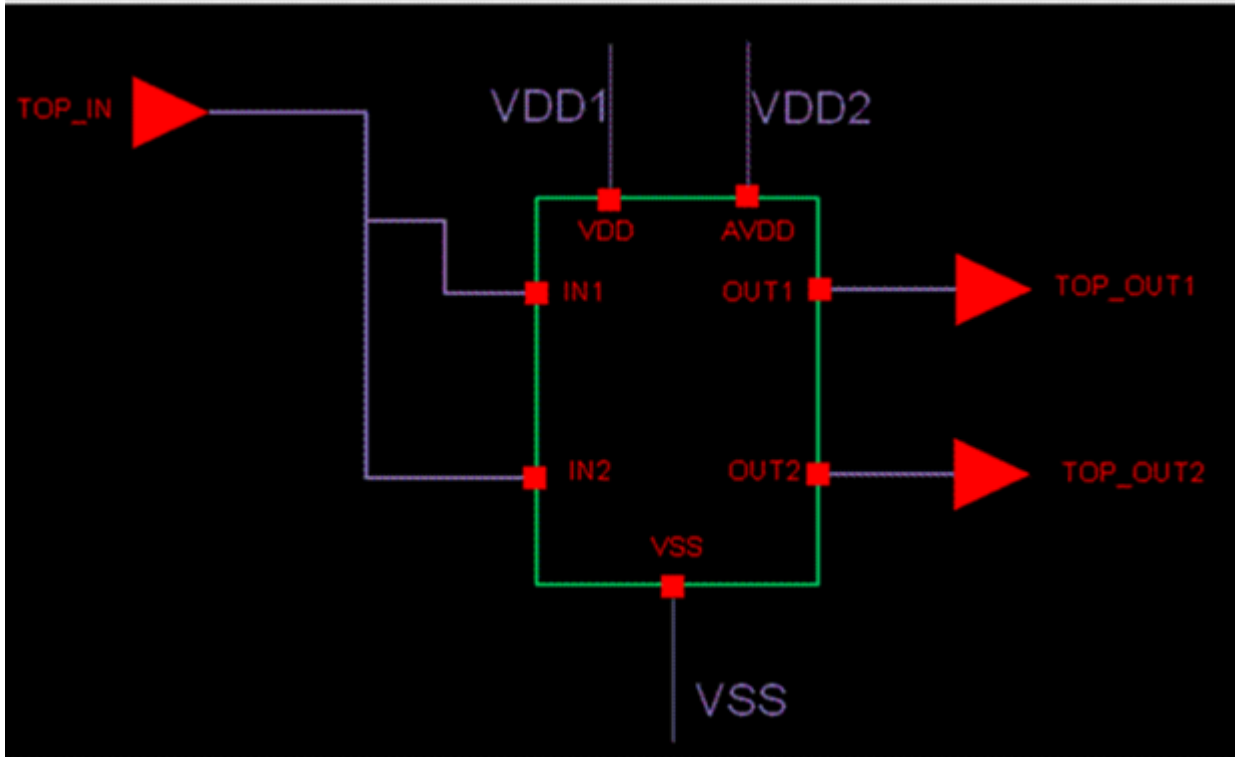 TOP_IN
VDD1
VDD2
VDD
AVDD
IN1
OUT1
TOP_OUT1
IN2
OUT2
TOP_OUT2
VSS
VSS